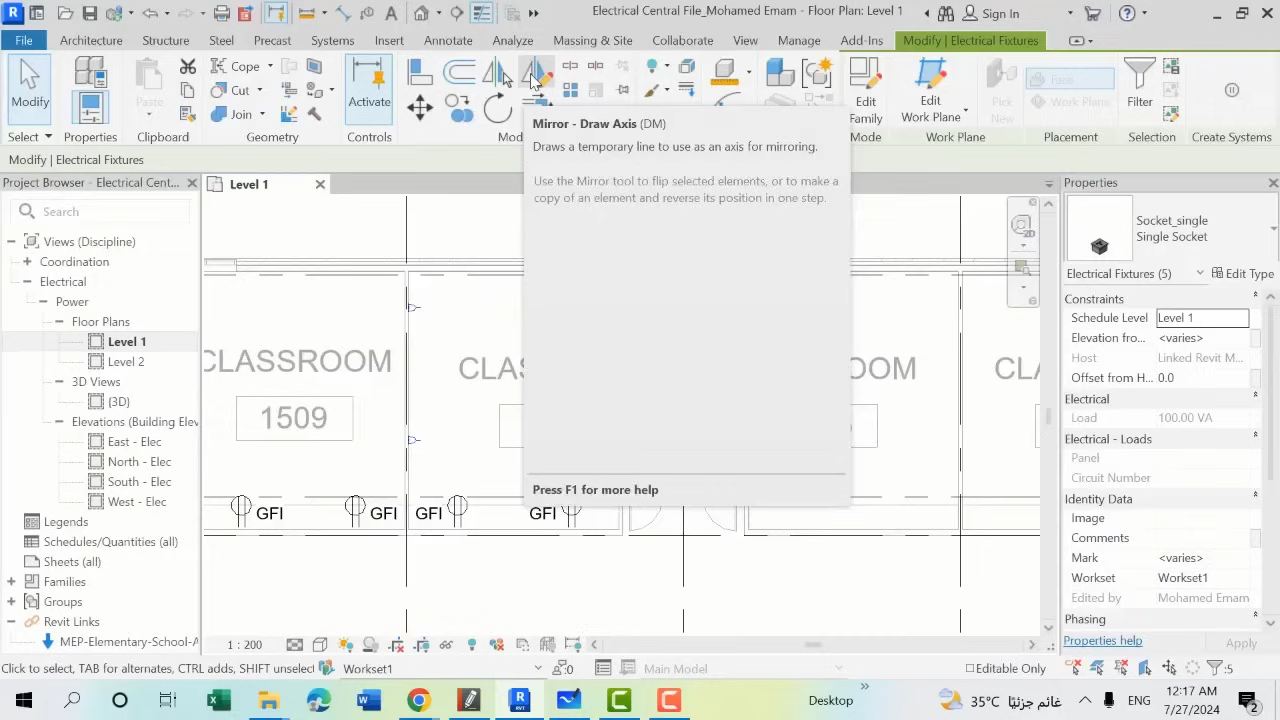 Electrical Central File_Mohamed Emam - Floor Plan: Level 1
Sign In
File
Architecture
Structure
Steel
Precast
Systems
Insert
Annotate
Analyze
Massing & Site
Collaborate
View
Manage
Add-Ins
Modify | Electrical Fixtures
Modify
Properties
Paste
Cope
Cut
Join
Activate
Edit
Family
Edit
Work Plane
Pick
New
Face
Work Plane
Filter
Select
Properties
Clipboard
Geometry
Controls
Mod
Mode
Work Plane
Placement
Selection
Create Systems
Mirror - Draw Axis (DM)
Draws a temporary line to use as an axis for mirroring.
Use the Mirror tool to flip selected elements, or to make a
copy of an element and reverse its position in one step.
Press F1 for more help
Modify | Electrical Fixtures
Project Browser - Electrical Cent...
Search
Views (Discipline)
Coordination
Electrical
Power
Floor Plans
Level 1
Level 2
3D Views
{3D}
Elevations (Building Elev
East - Elec
North - Elec
South - Elec
West - Elec
Legends
Schedules/Quantities (all)
Sheets (all)
Families
Groups
Revit Links
MEP-Elementary-School-A
Level 1
CLASSROOM
1509
CLAS
OOM
CLAS
GFI
GFI
GFI
GFI
2D
Properties
Socket_single
Single Socket
Electrical Fixtures (5)
Edit Type
Constraints
Schedule Level
Level 1
Elevation fro...
<varies>
Host
Linked Revit M...
Offset from H...
0.0
Electrical
Load
100.00 VA
Electrical - Loads
Panel
Circuit Number
Identity Data
Image
Comments
Mark
<varies>
Workset
Workset1
Edited by
Mohamed Emam
Phasing
Properties help
Apply
1 : 200
Click to select, TAB for alternates, CTRL adds, SHIFT unselect
Workset1
:0
Main Model
Editable Only
:5
Desktop
35°C
غائم جزئيًا
ENG
12:17 AM
7/27/2024
2